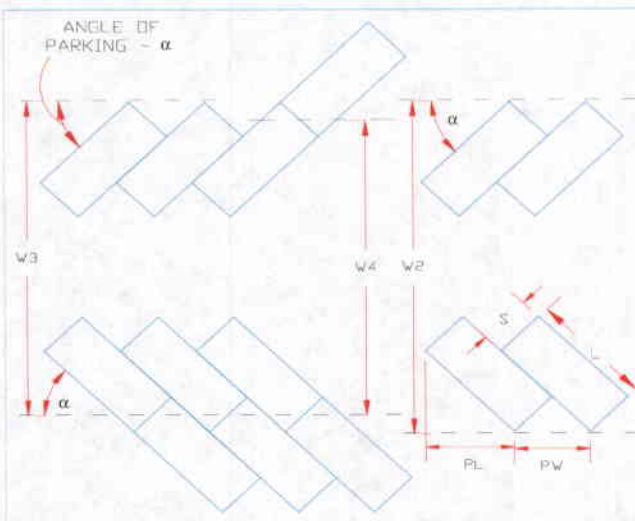 ANGLE OF
PARKING - α
α
W3
W4
W2
S
L
α
PL
PW